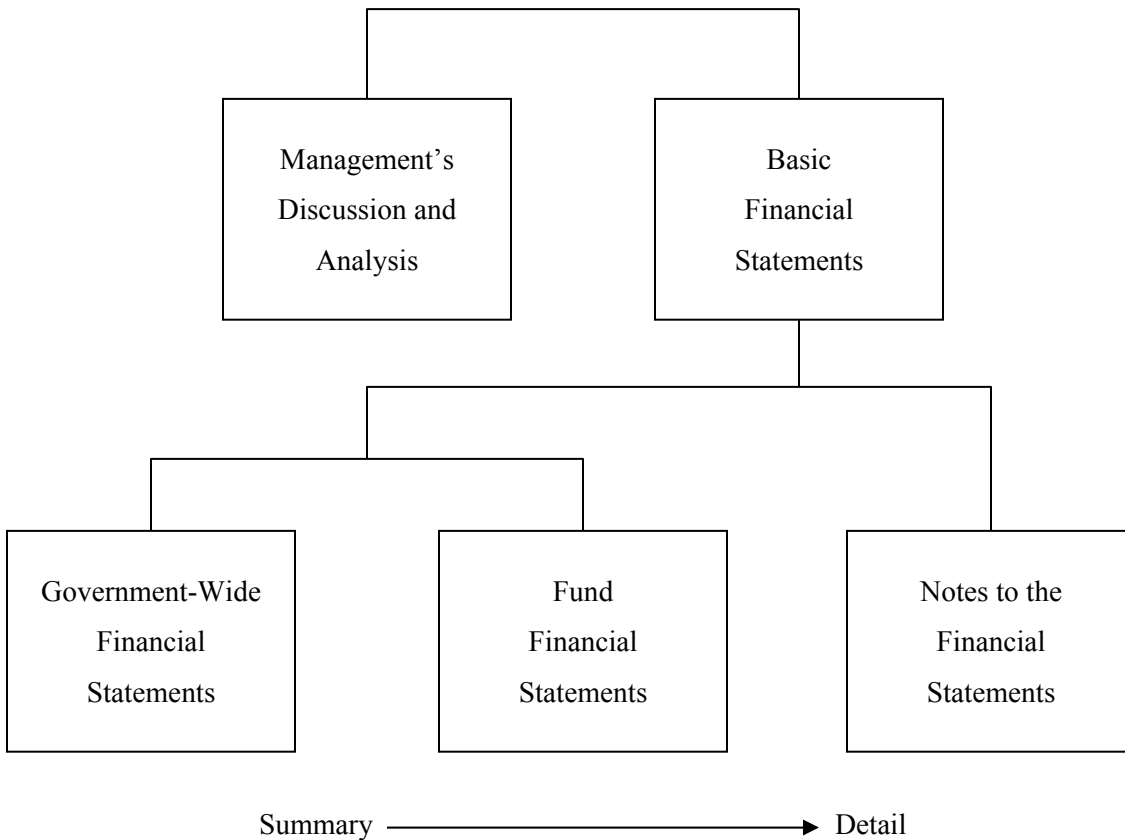 Management’s
Discussion and
Analysis
Basic
Financial
Statements
Government-Wide
Financial
Statements
Fund
Financial
Statements
Notes to the
Financial
Statements
Summary
Detail